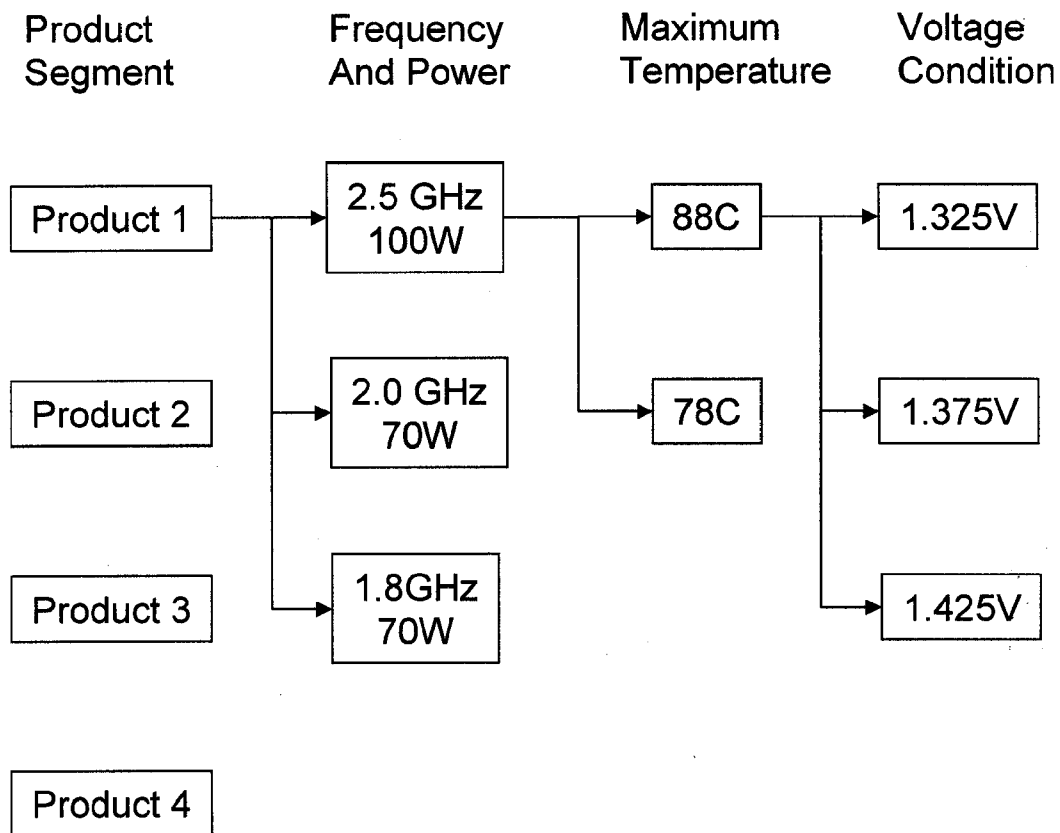 Product
Segment
Frequency
And Power
Maximum
Temperature
Voltage
Condition
Product 1
2.5 GHz
100W
88C
1.325V
Product 2
2.0 GHz
70W
78C
1.375V
Product 3
1.8GHz
70W
1.425V
Product 4